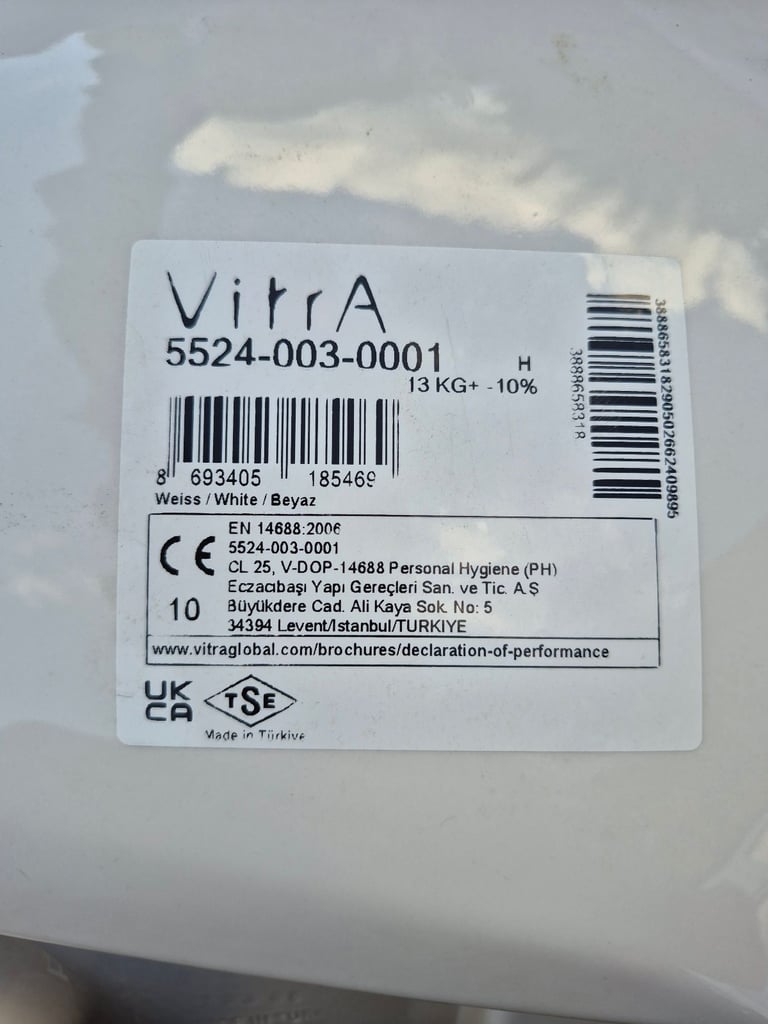 VitrA
5524-003-0001
H
13 KG+ -10%
8 693405 185469
Weiss / White / Beyaz
CE
10
EN 14688:2006
5524-003-0001
CL 25, V-DOP-14688 Personal Hygiene (PH)
Eczacıbaşı Yapı Gereçleri San. ve Tic. A.Ş
Büyükdere Cad. Ali Kaya Sok. No: 5
34394 Levent/Istanbul/TURKIYE
www.vitraglobal.com/brochures/declaration-of-performance
UK
CA
TSE
Made in Türkiye
3888658318290502662409895
3888658318